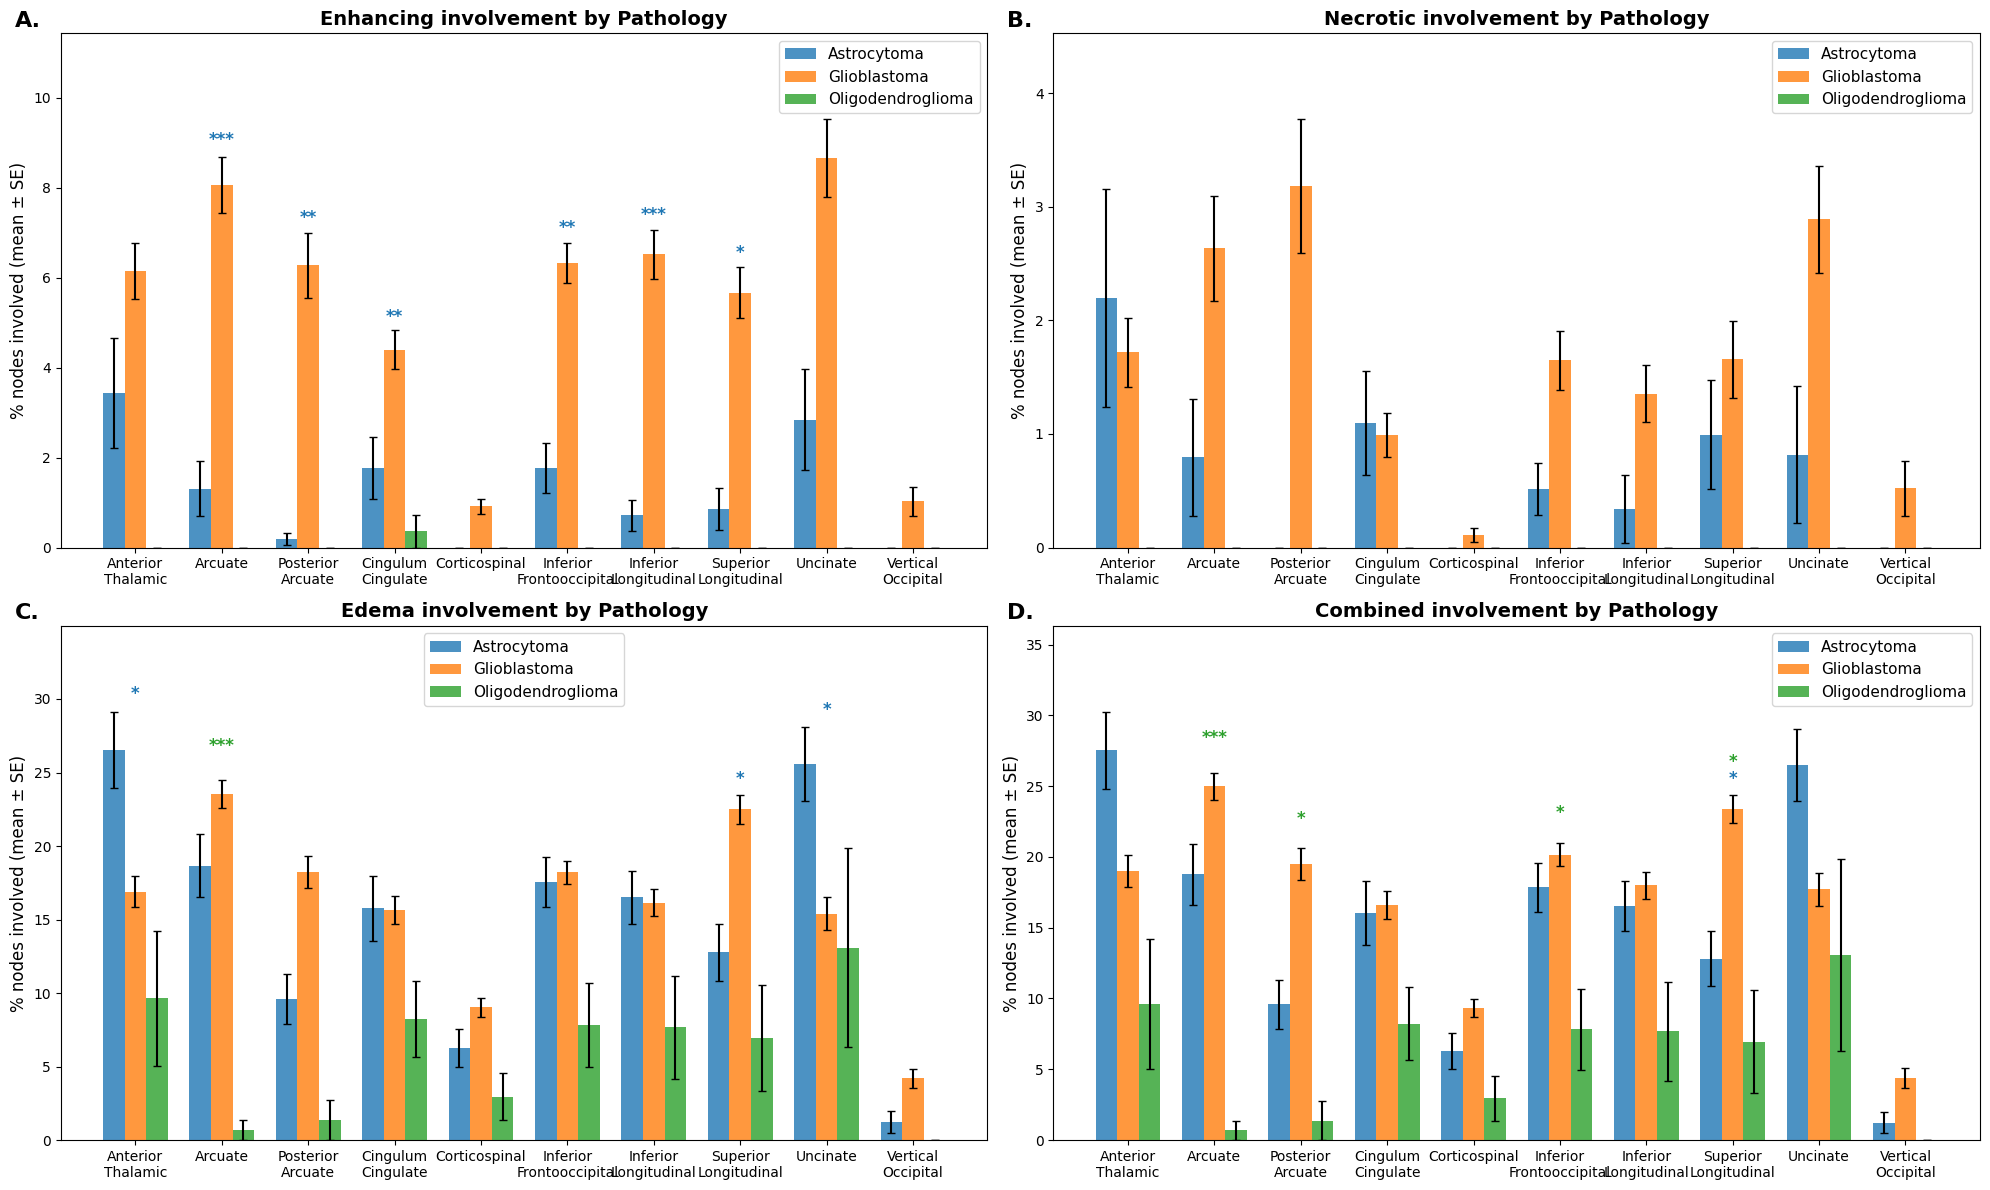 A.
Enhancing involvement by Pathology
% nodes involved (mean ± SE)
10
8
6
4
2
0
Astrocytoma
Glioblastoma
Oligodendroglioma
***
**
**
**
***
*
Anterior
Thalamic
Arcuate
Posterior
Arcuate
Cingulum
Cingulate
Corticospinal
Inferior
Frontooccipital
Inferior
Longitudinal
Superior
Longitudinal
Uncinate
Vertical
Occipital
B.
Necrotic involvement by Pathology
% nodes involved (mean ± SE)
4
3
2
1
0
Astrocytoma
Glioblastoma
Oligodendroglioma
Anterior
Thalamic
Arcuate
Posterior
Arcuate
Cingulum
Cingulate
Corticospinal
Inferior
Frontooccipital
Inferior
Longitudinal
Superior
Longitudinal
Uncinate
Vertical
Occipital
C.
Edema involvement by Pathology
% nodes involved (mean ± SE)
30
25
20
15
10
5
0
Astrocytoma
Glioblastoma
Oligodendroglioma
*
***
*
*
Anterior
Thalamic
Arcuate
Posterior
Arcuate
Cingulum
Cingulate
Corticospinal
Inferior
Frontooccipital
Inferior
Longitudinal
Superior
Longitudinal
Uncinate
Vertical
Occipital
D.
Combined involvement by Pathology
% nodes involved (mean ± SE)
35
30
25
20
15
10
5
0
Astrocytoma
Glioblastoma
Oligodendroglioma
***
*
*
*
*
Anterior
Thalamic
Arcuate
Posterior
Arcuate
Cingulum
Cingulate
Corticospinal
Inferior
Frontooccipital
Inferior
Longitudinal
Superior
Longitudinal
Uncinate
Vertical
Occipital